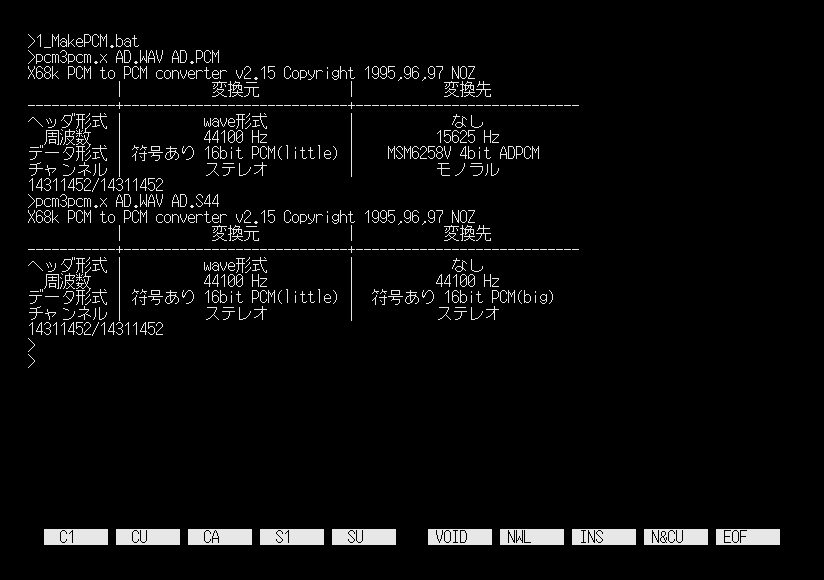 >1_MakePCM.bat
>pcm3pcm.x AD.WAV AD.PCM
X68k PCM to PCM converter v2.15 Copyright 1995,96,97 NOZ
| 変換元 | 変換先
-----------+----------------------------+----------------------------
ヘッダ形式 | wave形式 | なし
周波数 | 44100 Hz | 15625 Hz
データ形式 | 符号あり 16bit PCM(little) | MSM6258V 4bit ADPCM
チャンネル | ステレオ | モノラル
14311452/14311452
>pcm3pcm.x AD.WAV AD.S44
X68k PCM to PCM converter v2.15 Copyright 1995,96,97 NOZ
| 変換元 | 変換先
-----------+----------------------------+----------------------------
ヘッダ形式 | wave形式 | なし
周波数 | 44100 Hz | 44100 Hz
データ形式 | 符号あり 16bit PCM(little) | 符号あり 16bit PCM(big)
チャンネル | ステレオ | ステレオ
14311452/14311452
>
>
C1 CU CA S1 SU VOID NWL INS N&CU EOF